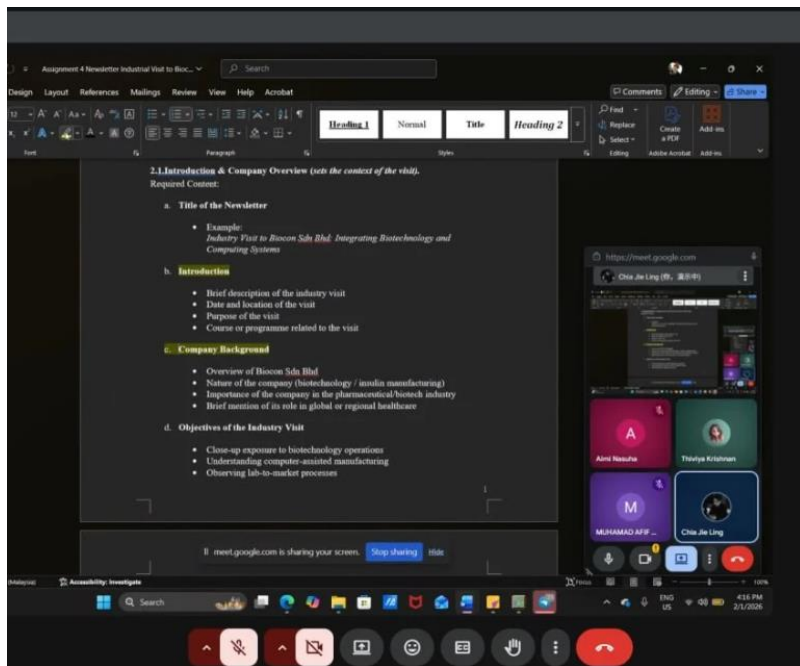 Assignment 4 Newsletter Industrial Visit to Bioc...
Search
Design Layout References Mailings Review View Help Acrobat
Comments Editing Share
12
Font
Paragraph
Heading 1 Normal Title Heading 2
Styles
Find
Replace
Select
Editing
Create a PDF
Adobe Acrobat
Add-ins
Add-ins
2.1.Introduction & Company Overview (sets the context of the visit).
Required Content:
a. Title of the Newsletter
Example:
Industry Visit to Biocon Sdn Bhd: Integrating Biotechnology and
Computing Systems
b. Introduction
Brief description of the industry visit
Date and location of the visit
Purpose of the visit
Course or programme related to the visit
c. Company Background
Overview of Biocon Sdn Bhd
Nature of the company (biotechnology / insulin manufacturing)
Importance of the company in the pharmaceutical/biotech industry
Brief mention of its role in global or regional healthcare
d. Objectives of the Industry Visit
Close-up exposure to biotechnology operations
Understanding computer-assisted manufacturing
Observing lab-to-market processes
1
https://meet.google.com
Chia Jie Ling (你，演示中)
A
Aimi Nasuha
Thiviya Krishnan
M
MUHAMAD AFIF ...
Chia Jie Ling
meet.google.com is sharing your screen. Stop sharing Hide
(Malaysia) Accessibility: Investigate
Focus
100%
Search
ENG
US
4:16 PM
2/1/2026